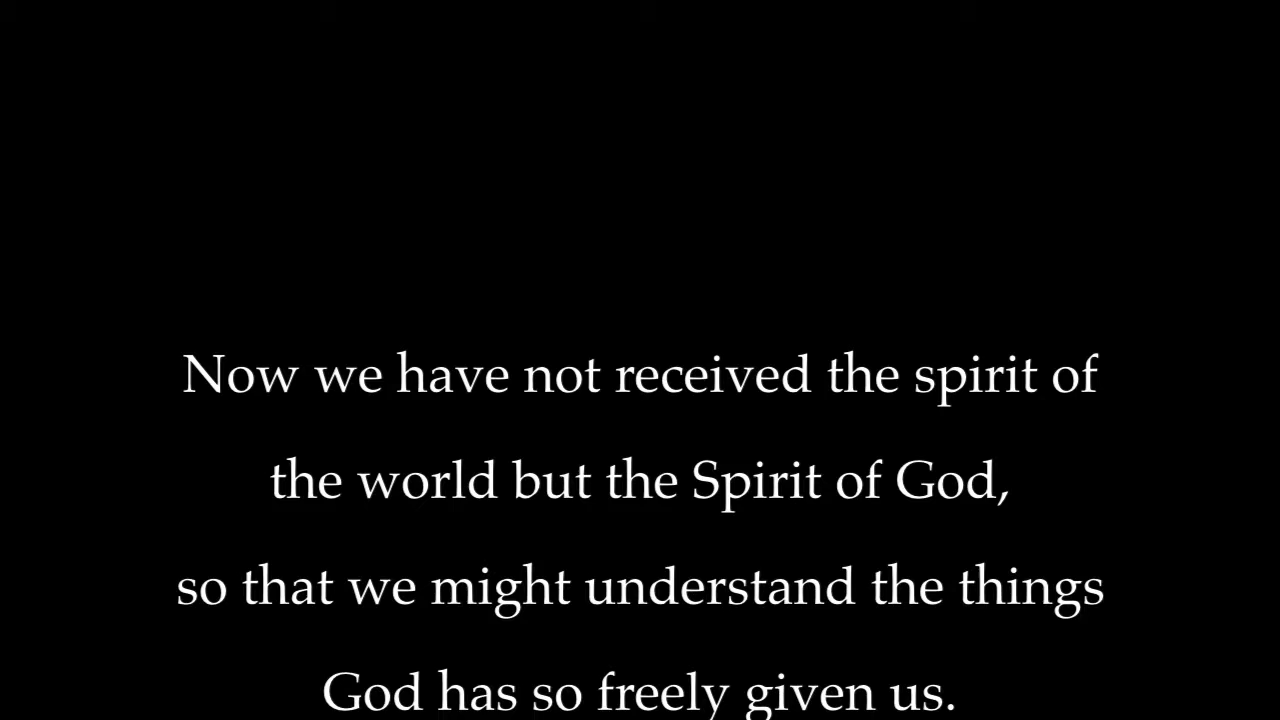 Now we have not received the spirit of
the world but the Spirit of God,
so that we might understand the things
God has so freely given us.